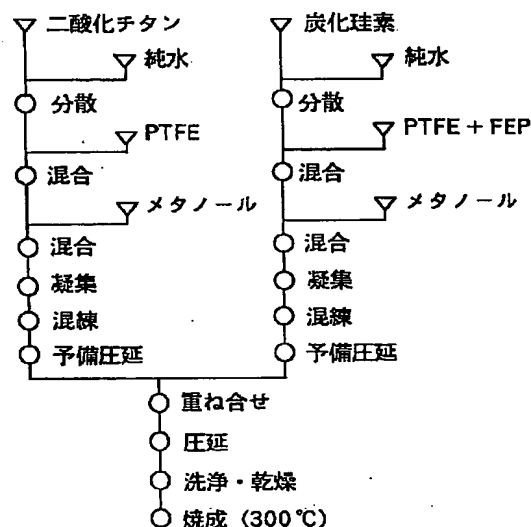 二酸化チタン
純水
分散
PTFE
混合
メタノール
混合
凝集
混練
予備圧延
炭化珪素
純水
分散
PTFE + FEP
混合
メタノール
混合
凝集
混練
予備圧延
重ね合せ
圧延
洗浄・乾燥
焼成 (300℃)